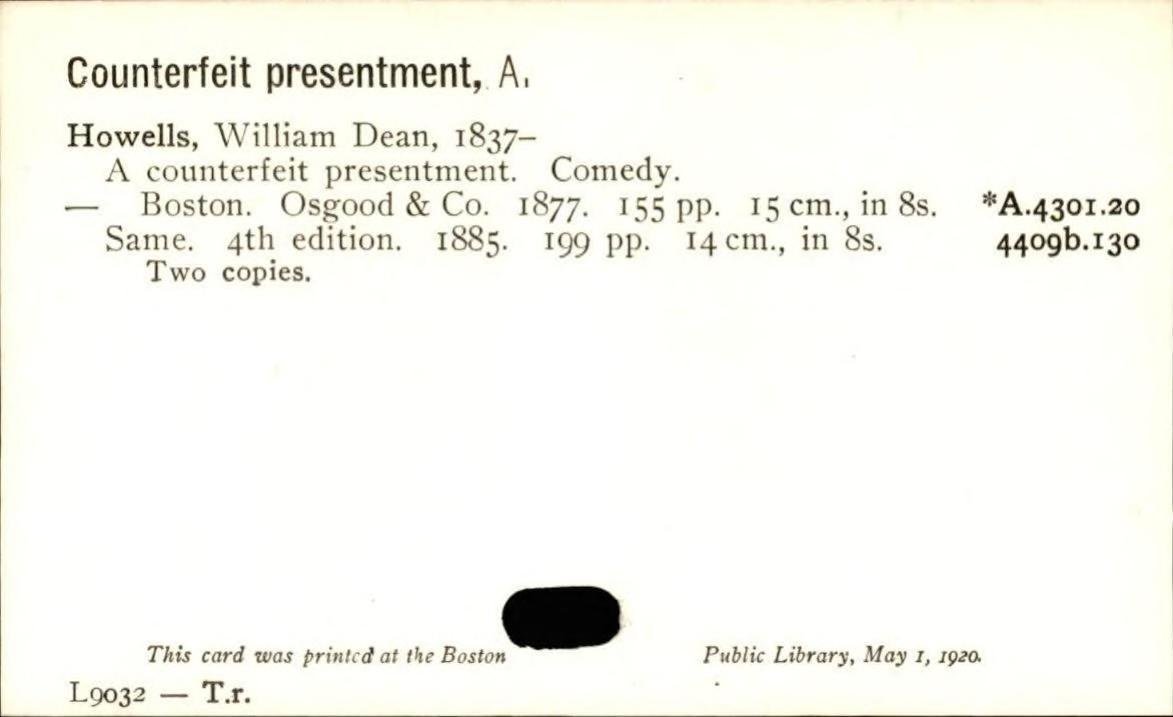 Counterfeit presentment, A.
Howells, William Dean, 1837–
A counterfeit presentment. Comedy.
— Boston. Osgood & Co. 1877. 155 pp. 15 cm., in 8s. *A.4301.20
Same. 4th edition. 1885. 199 pp. 14 cm., in 8s. 4409b.130
Two copies.
This card was printed at the Boston Public Library, May 1, 1920.
L9032 — T.r.